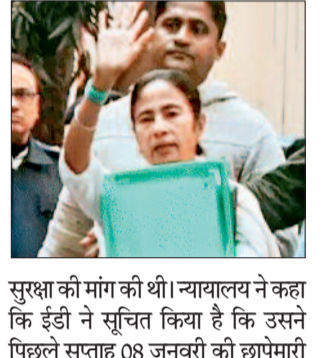 सुरक्षा की मांग की थी। न्यायालय ने कहा
कि ईडी ने सूचित किया है कि उसने
पिछले सप्ताह 08 जनवरी की छापेमारी